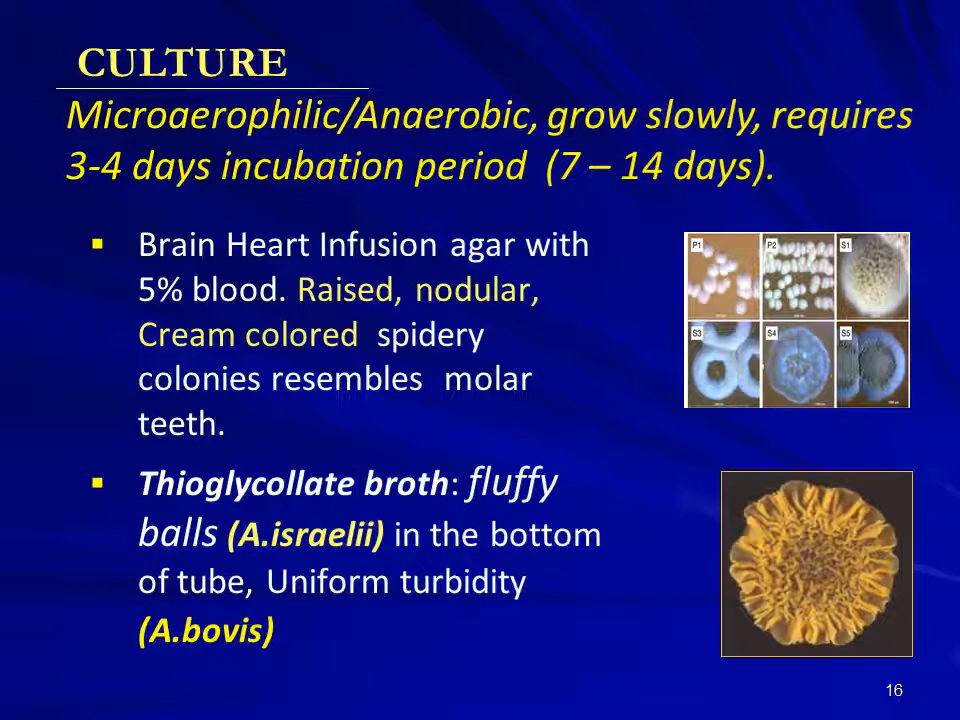 CULTURE
Microaerophilic/Anaerobic, grow slowly, requires
3-4 days incubation period (7 – 14 days).
▪ Brain Heart Infusion agar with
5% blood. Raised, nodular,
Cream colored spidery
colonies resembles molar
teeth.
▪ Thioglycollate broth: fluffy
balls (A.israelii) in the bottom
of tube, Uniform turbidity
(A.bovis)
P1 P2 S1
S3 S4 S5
16